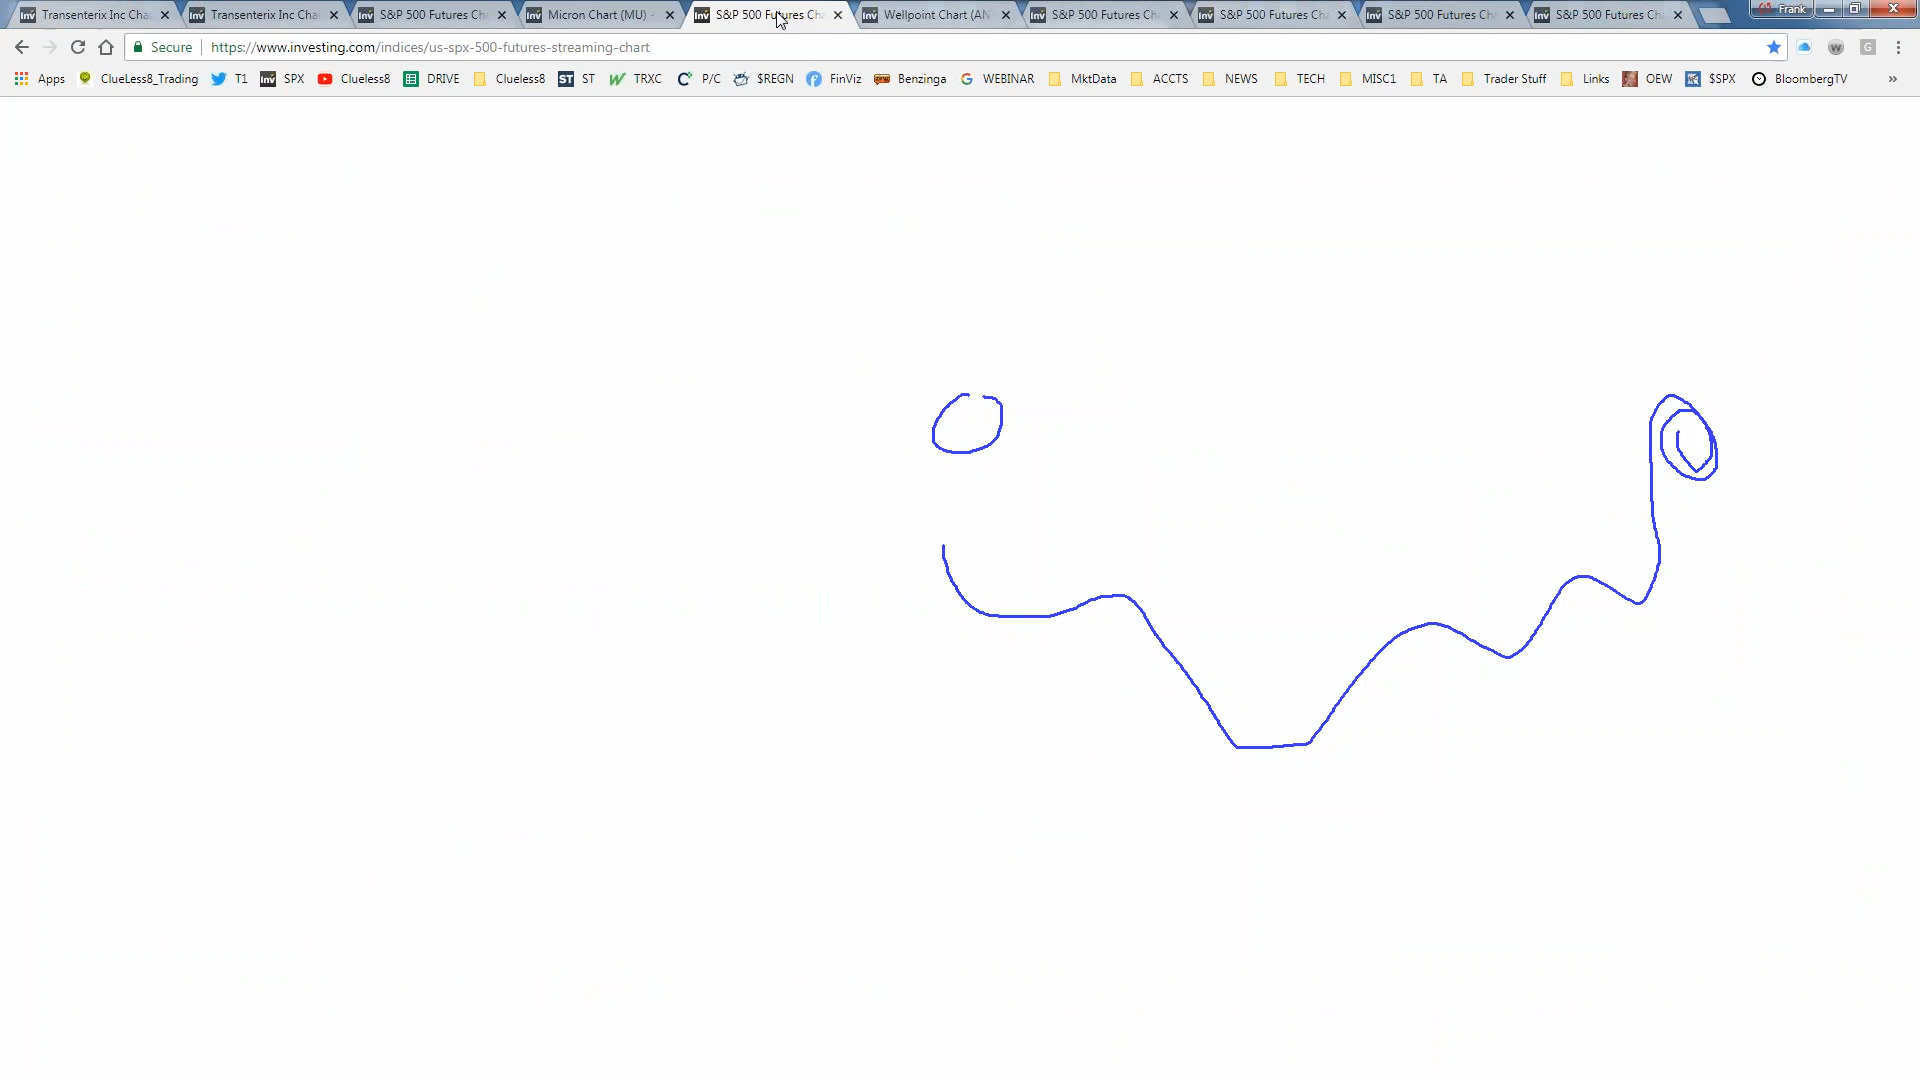 Transenterix Inc Cha Transenterix Inc Cha S&P 500 Futures Ch Micron Chart (MU) - S&P 500 Futures Cha Wellpoint Chart (AN S&P 500 Futures Ch S&P 500 Futures Ch S&P 500 Futures Ch S&P 500 Futures Ch Frank
Secure https://www.investing.com/indices/us-spx-500-futures-streaming-chart
Apps ClueLess8_Trading T1 SPX Clueless8 DRIVE Clueless8 ST TRXC P/C $REGN FinViz Benzinga WEBINAR MktData ACCTS NEWS TECH MISC1 TA Trader Stuff Links OEW $SPX BloombergTV »